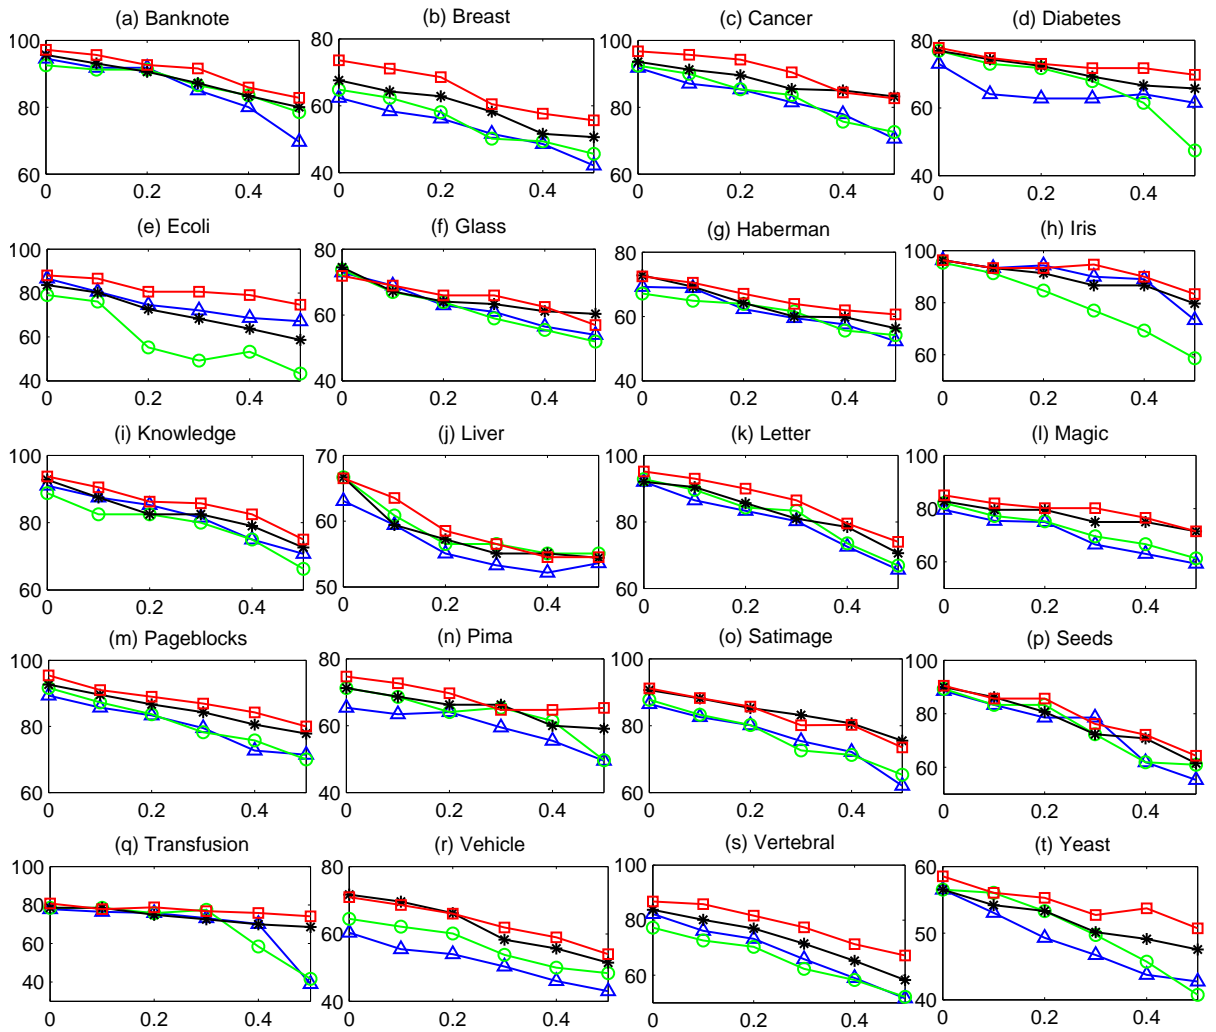 (a) Banknote
100
80
60
0 0.2 0.4
(b) Breast
80
60
40
0 0.2 0.4
(c) Cancer
100
80
60
0 0.2 0.4
(d) Diabetes
80
60
40
0 0.2 0.4
(e) Ecoli
100
80
60
40
0 0.2 0.4
(f) Glass
80
60
40
0 0.2 0.4
(g) Haberman
80
60
40
0 0.2 0.4
(h) Iris
100
80
60
0 0.2 0.4
(i) Knowledge
100
80
60
0 0.2 0.4
(j) Liver
70
60
50
0 0.2 0.4
(k) Letter
100
80
60
0 0.2 0.4
(l) Magic
100
80
60
0 0.2 0.4
(m) Pageblocks
100
80
60
0 0.2 0.4
(n) Pima
80
60
40
0 0.2 0.4
(o) Satimage
100
80
60
0 0.2 0.4
(p) Seeds
100
80
60
0 0.2 0.4
(q) Transfusion
100
80
60
40
0 0.2 0.4
(r) Vehicle
80
60
40
0 0.2 0.4
(s) Vertebral
100
80
60
0 0.2 0.4
(t) Yeast
60
50
40
0 0.2 0.4